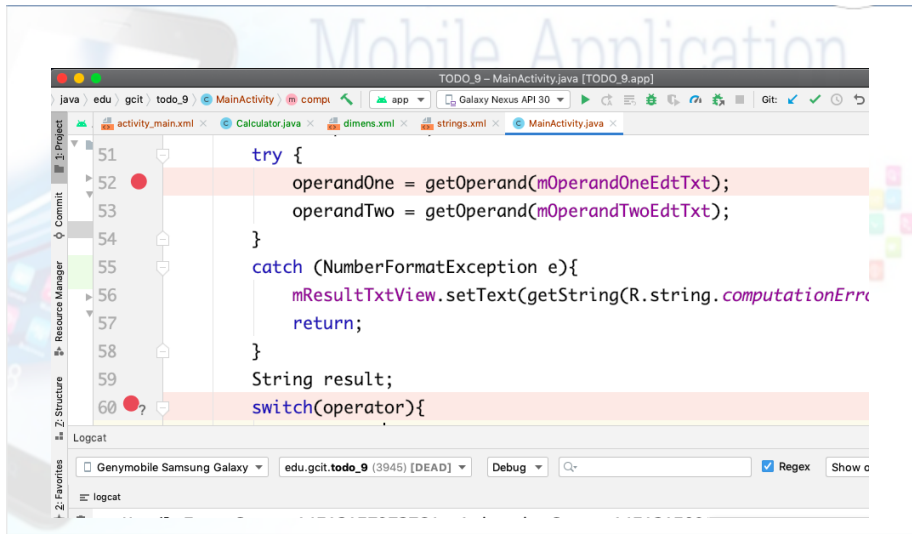 Mobile Application
TODO_9 – MainActivity.java [TODO_9.app]
java edu gcit todo_9 MainActivity compu app Galaxy Nexus API 30 Git:
activity_main.xml Calculator.java dimens.xml strings.xml MainActivity.java
1: Project
Commit
Resource Manager
Z: Structure
2: Favorites
51 try {
52 operandOne = getOperand(mOperandOneEdtTxt);
53 operandTwo = getOperand(mOperandTwoEdtTxt);
54 }
55 catch (NumberFormatException e){
56 mResultTxtView.setText(getString(R.string.computationErro
57 return;
58 }
59 String result;
60 ? switch(operator){
Logcat
Genymobile Samsung Galaxy edu.gcit.todo_9 (3945) [DEAD] Debug Regex Show o
logcat